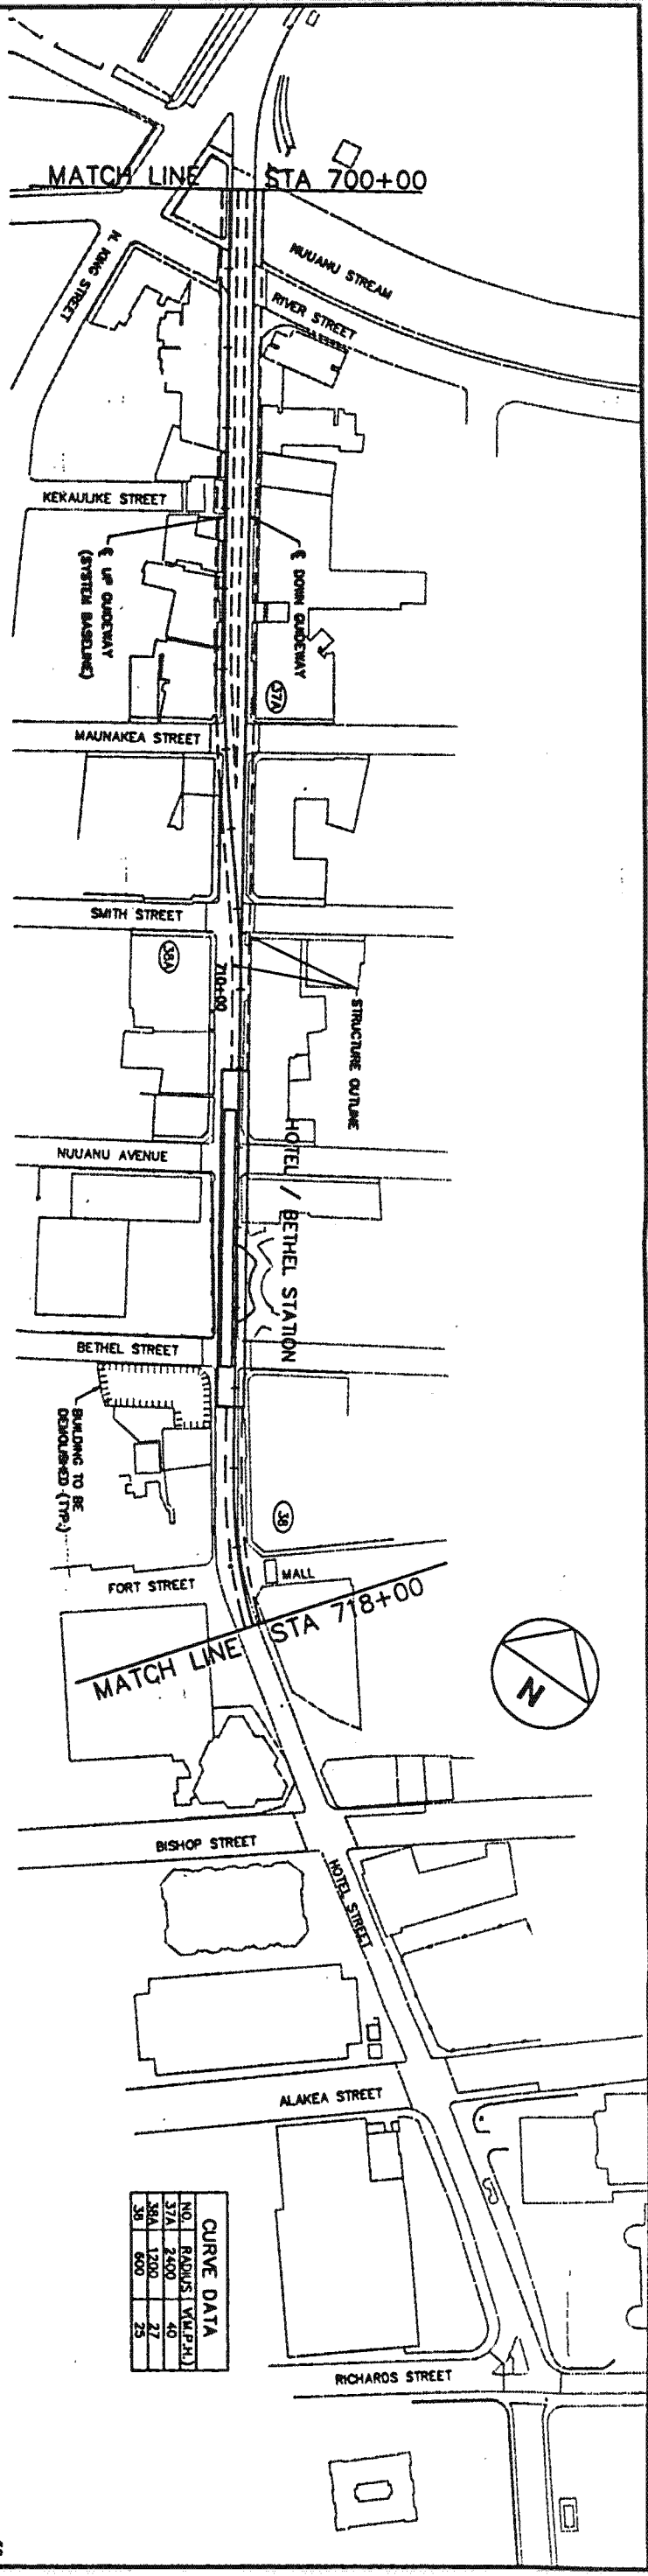 MATCH LINE STA 700+00
NUUANU STREAM
RIVER STREET
N. KING STREET
KEKAULIKE STREET
℄ DOWN GUIDEWAY
℄ UP GUIDEWAY
(SYSTEM BASELINE)
37A
MAUNAKEA STREET
SMITH STREET
38A
710+00
STRUCTURE OUTLINE
NUUANU AVENUE
HOTEL / BETHEL STATION
BETHEL STREET
BUILDING TO BE
DEMOLISHED (TYP.)
38
MALL
FORT STREET
MATCH LINE STA 718+00
N
BISHOP STREET
HOTEL STREET
ALAKEA STREET
CURVE DATA
NO. RADIUS V(M.P.H.)
37A 2400 40
38A 1200 27
38 600 25
RICHARDS STREET